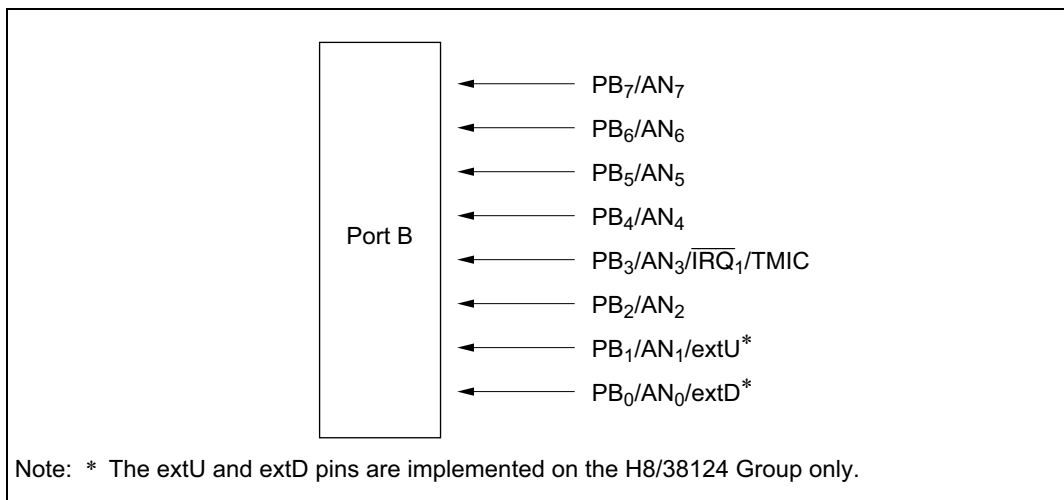 PB7/AN7
PB6/AN6
PB5/AN5
PB4/AN4
Port B
PB3/AN3/I̅R̅Q̅1/TMIC
PB2/AN2
PB1/AN1/extU*
PB0/AN0/extD*
Note: * The extU and extD pins are implemented on the H8/38124 Group only.